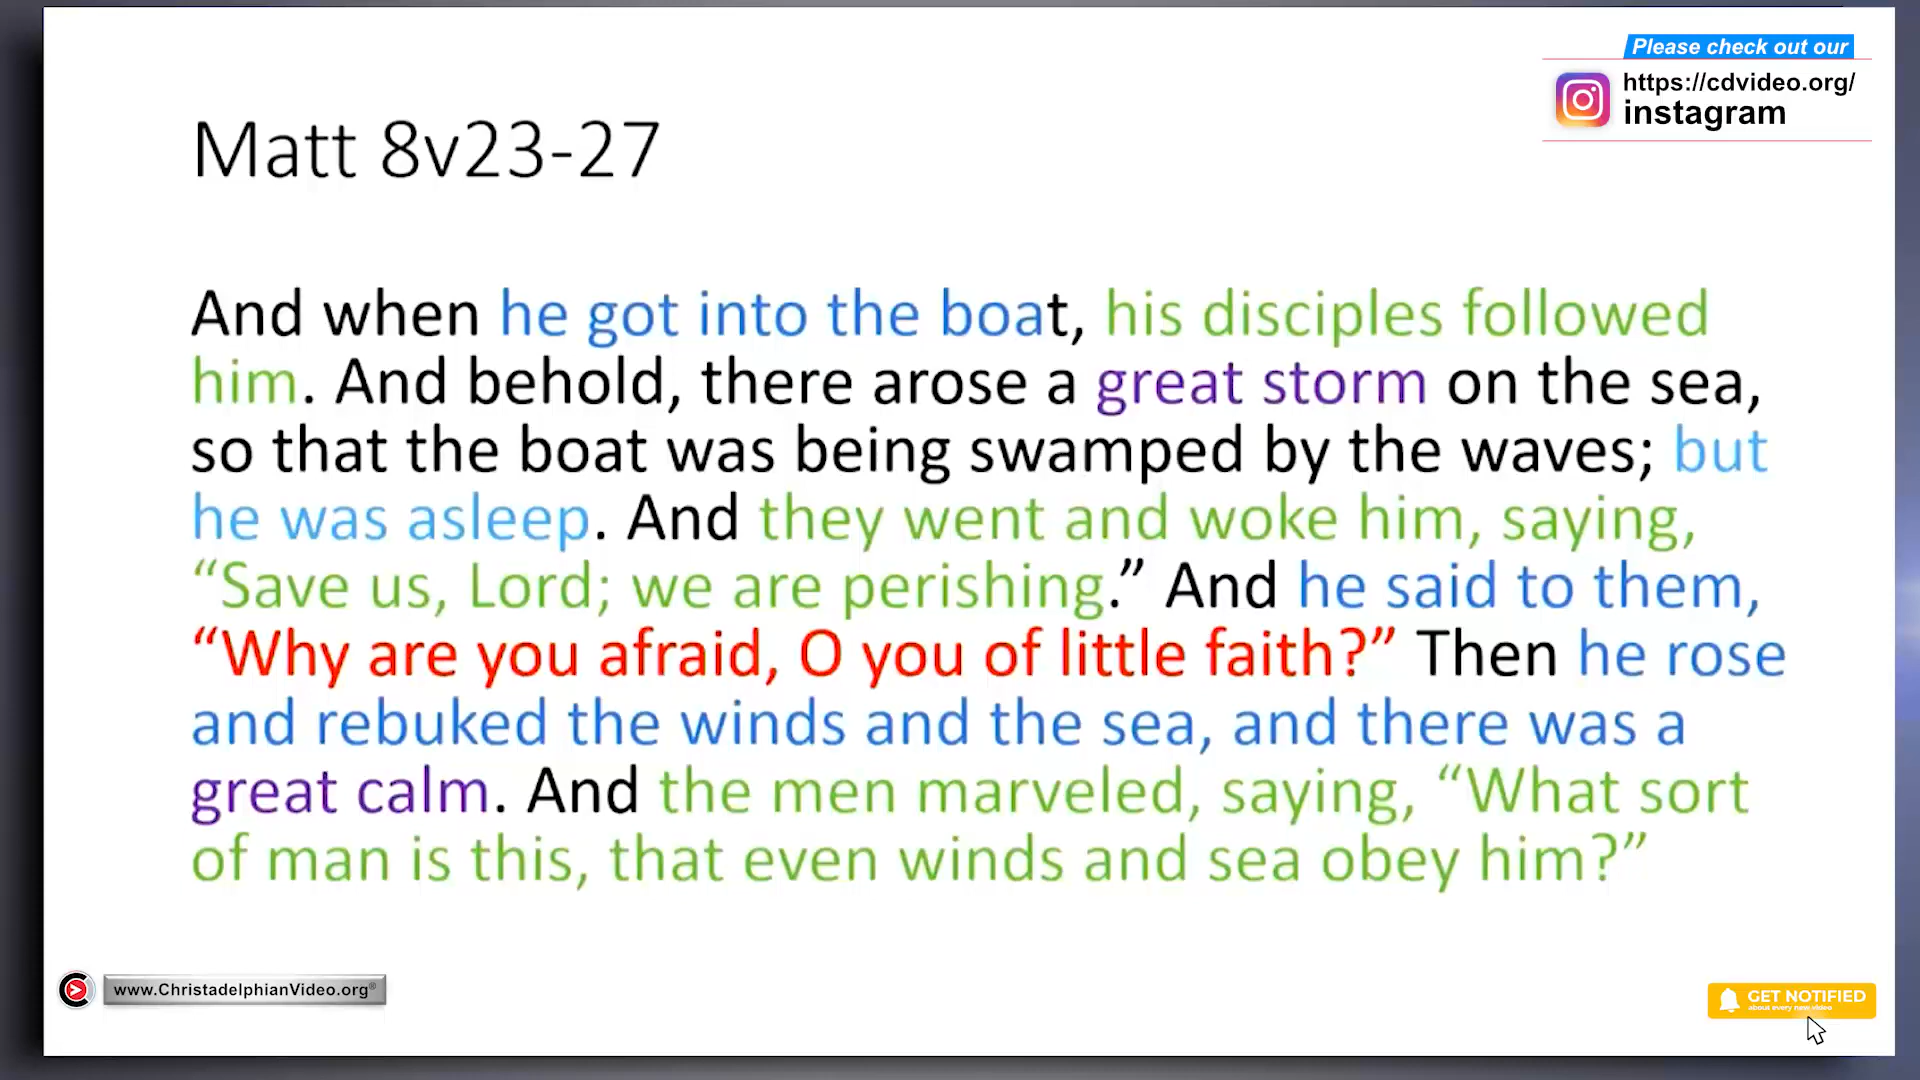 Please check out our
https://cdvideo.org/
instagram
Matt 8v23-27
And when he got into the boat, his disciples followed
him. And behold, there arose a great storm on the sea,
so that the boat was being swamped by the waves; but
he was asleep. And they went and woke him, saying,
“Save us, Lord; we are perishing.” And he said to them,
“Why are you afraid, O you of little faith?” Then he rose
and rebuked the winds and the sea, and there was a
great calm. And the men marveled, saying, “What sort
of man is this, that even winds and sea obey him?”
www.ChristadelphianVideo.org®
GET NOTIFIED
about every new video